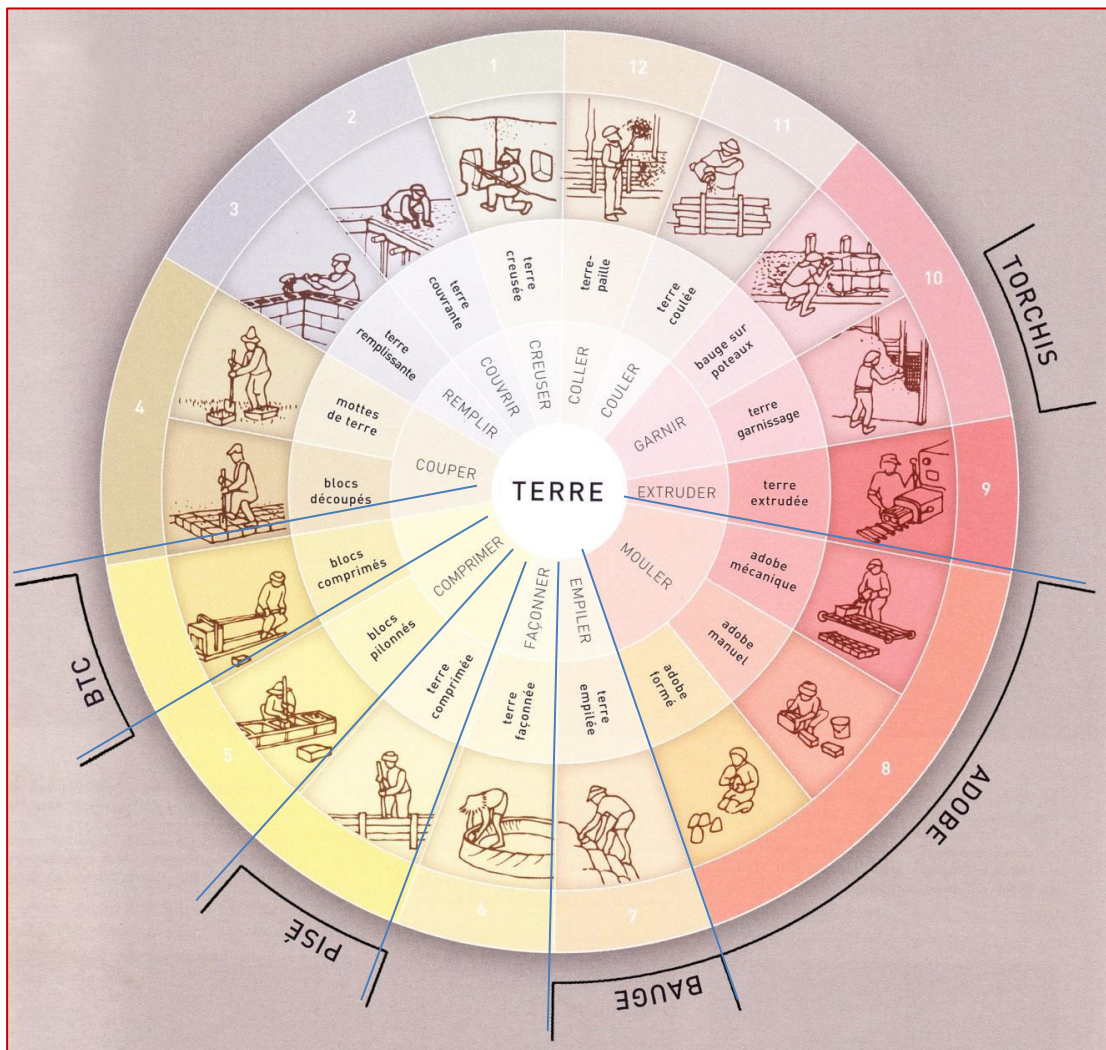 TERRE
CREUSER
COUVRIR
REMPLIR
COUPER
COMPRIMER
FAÇONNER
EMPILER
MOULER
EXTRUDER
GARNIR
COULER
COLLER
terre
creusée
terre
couvrante
terre
remplissante
mottes
de terre
blocs
découpés
blocs
comprimés
blocs
pilonnés
terre
comprimée
terre
façonnée
terre
empilée
adobe
formé
adobe
manuel
adobe
mécanique
terre
extrudée
terre
garnissage
bauge sur
poteaux
terre
coulée
terre-
paille
1
2
3
4
5
6
7
8
9
10
11
12
BTC
PISÉ
BAUGE
ADOBE
TORCHIS